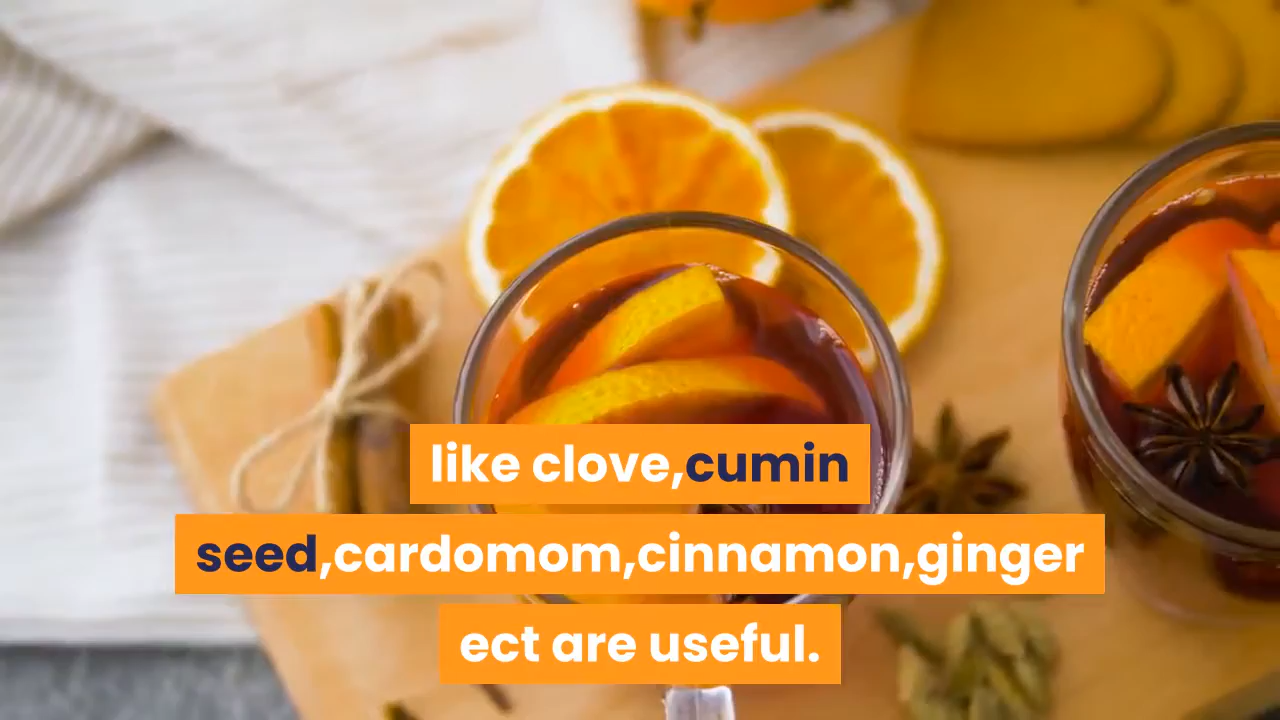 like clove,cumin
seed,cardomom,cinnamon,ginger
ect are useful.